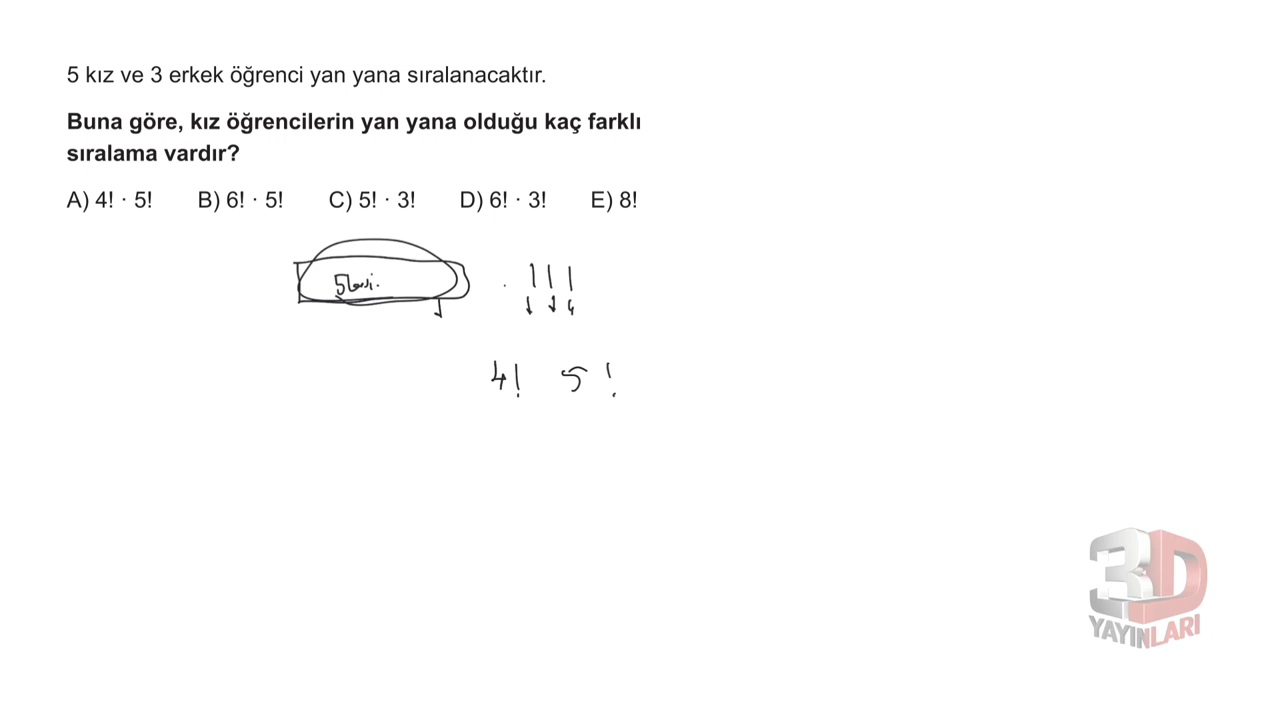 5 kız ve 3 erkek öğrenci yan yana sıralanacaktır.
Buna göre, kız öğrencilerin yan yana olduğu kaç farklı
sıralama vardır?
A) 4! · 5! B) 6! · 5! C) 5! · 3! D) 6! · 3! E) 8!
4! 5!
3D
YAYINLARI